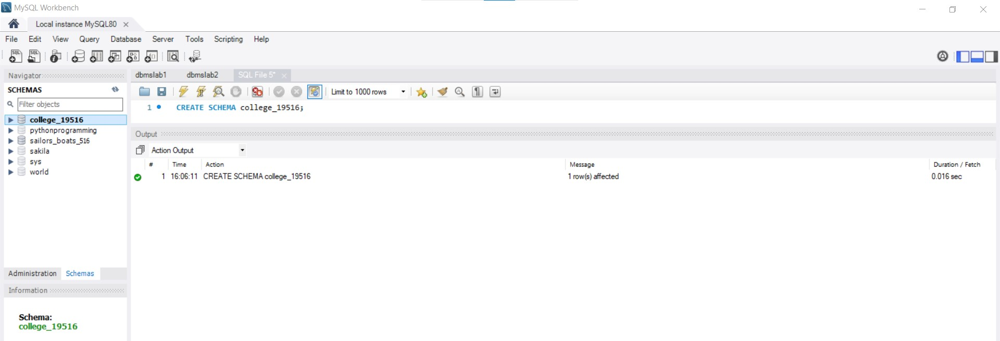 MySQL Workbench
Local instance MySQL80
File Edit View Query Database Server Tools Scripting Help
Navigator
SCHEMAS
Filter objects
college_19516
pythonprogramming
sailors_boats_516
sakila
sys
world
Administration Schemas
Information
Schema:
college_19516
dbmslab1 dbmslab2 SQL File 5*
Limit to 1000 rows
1 CREATE SCHEMA college_19516;
Output
Action Output
# Time Action Message Duration / Fetch
1 16:06:11 CREATE SCHEMA college_19516 1 row(s) affected 0.016 sec